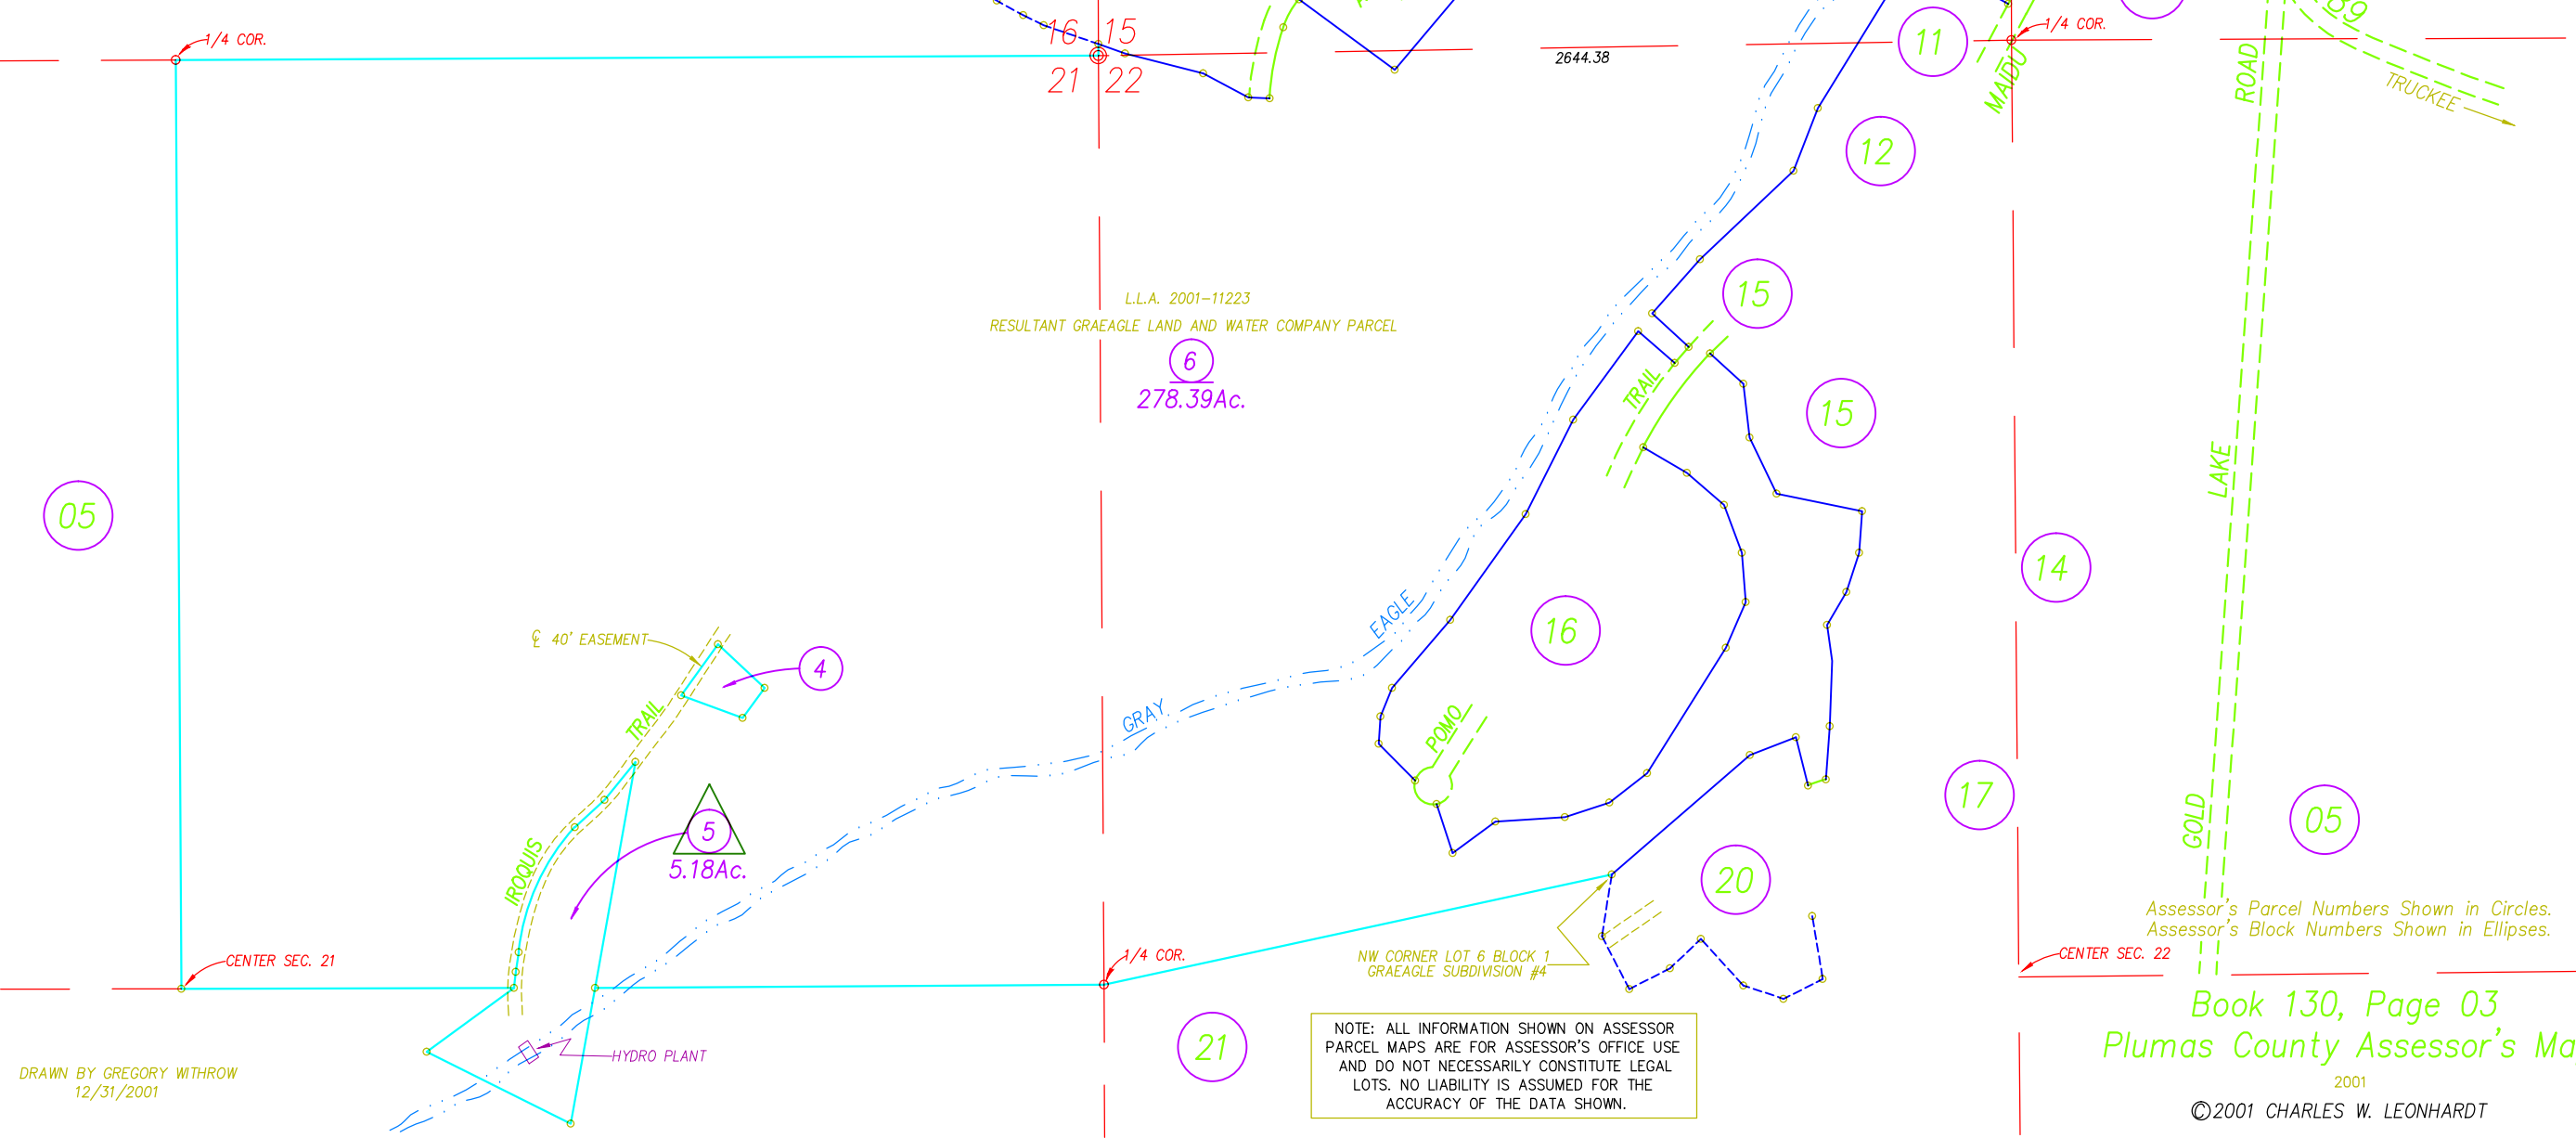 1/4 COR.
16 15
21 22
2644.38
11
1/4 COR.
MAIDU
ROAD
89
TRUCKEE
12
L.L.A. 2001-11223
RESULTANT GRAEAGLE LAND AND WATER COMPANY PARCEL
6
278.39Ac.
15
TRAIL
15
LAKE
05
14
16
EAGLE
℄ 40' EASEMENT
4
TRAIL
GRAY
POMO
5
5.18Ac.
IROQUIS
17
GOLD
05
20
Assessor's Parcel Numbers Shown in Circles.
Assessor's Block Numbers Shown in Ellipses.
CENTER SEC. 21
1/4 COR.
NW CORNER LOT 6 BLOCK 1
GRAEAGLE SUBDIVISION #4
CENTER SEC. 22
Book 130, Page 03
Plumas County Assessor's Ma
2001
©2001 CHARLES W. LEONHARDT
21
NOTE: ALL INFORMATION SHOWN ON ASSESSOR
PARCEL MAPS ARE FOR ASSESSOR'S OFFICE USE
AND DO NOT NECESSARILY CONSTITUTE LEGAL
LOTS. NO LIABILITY IS ASSUMED FOR THE
ACCURACY OF THE DATA SHOWN.
HYDRO PLANT
DRAWN BY GREGORY WITHROW
12/31/2001